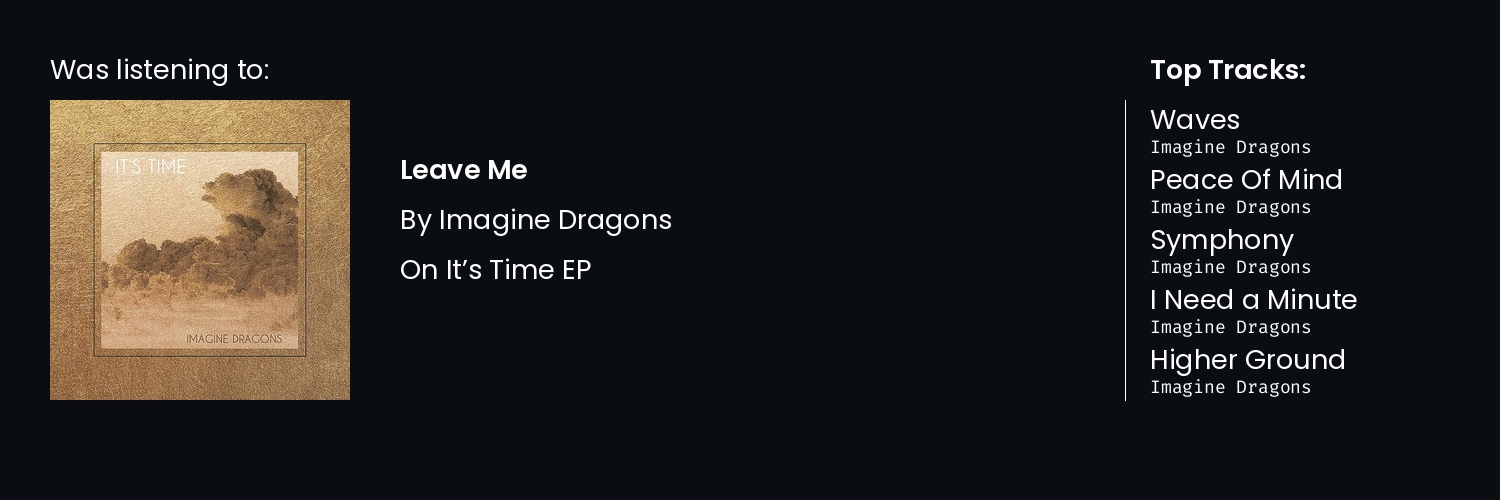 Was listening to:
IT'S TIME
IMAGINE DRAGONS
Leave Me
By Imagine Dragons
On It’s Time EP
Top Tracks:
Waves
Imagine Dragons
Peace Of Mind
Imagine Dragons
Symphony
Imagine Dragons
I Need a Minute
Imagine Dragons
Higher Ground
Imagine Dragons